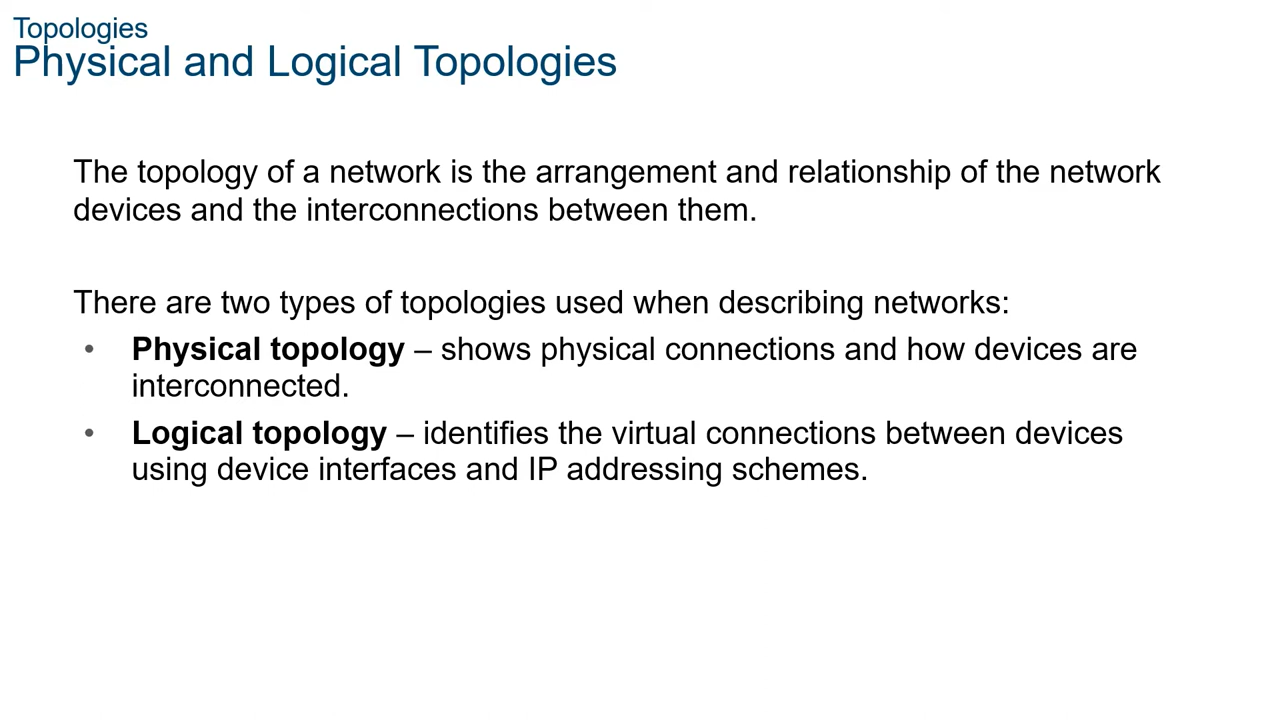 Topologies
Physical and Logical Topologies
The topology of a network is the arrangement and relationship of the network
devices and the interconnections between them.
There are two types of topologies used when describing networks:
• Physical topology – shows physical connections and how devices are
interconnected.
• Logical topology – identifies the virtual connections between devices
using device interfaces and IP addressing schemes.